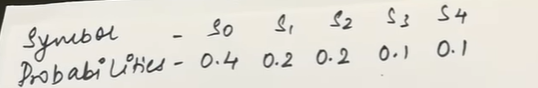 Symbol - S0 S1 S2 S3 S4
Probabilities - 0.4 0.2 0.2 0.1 0.1